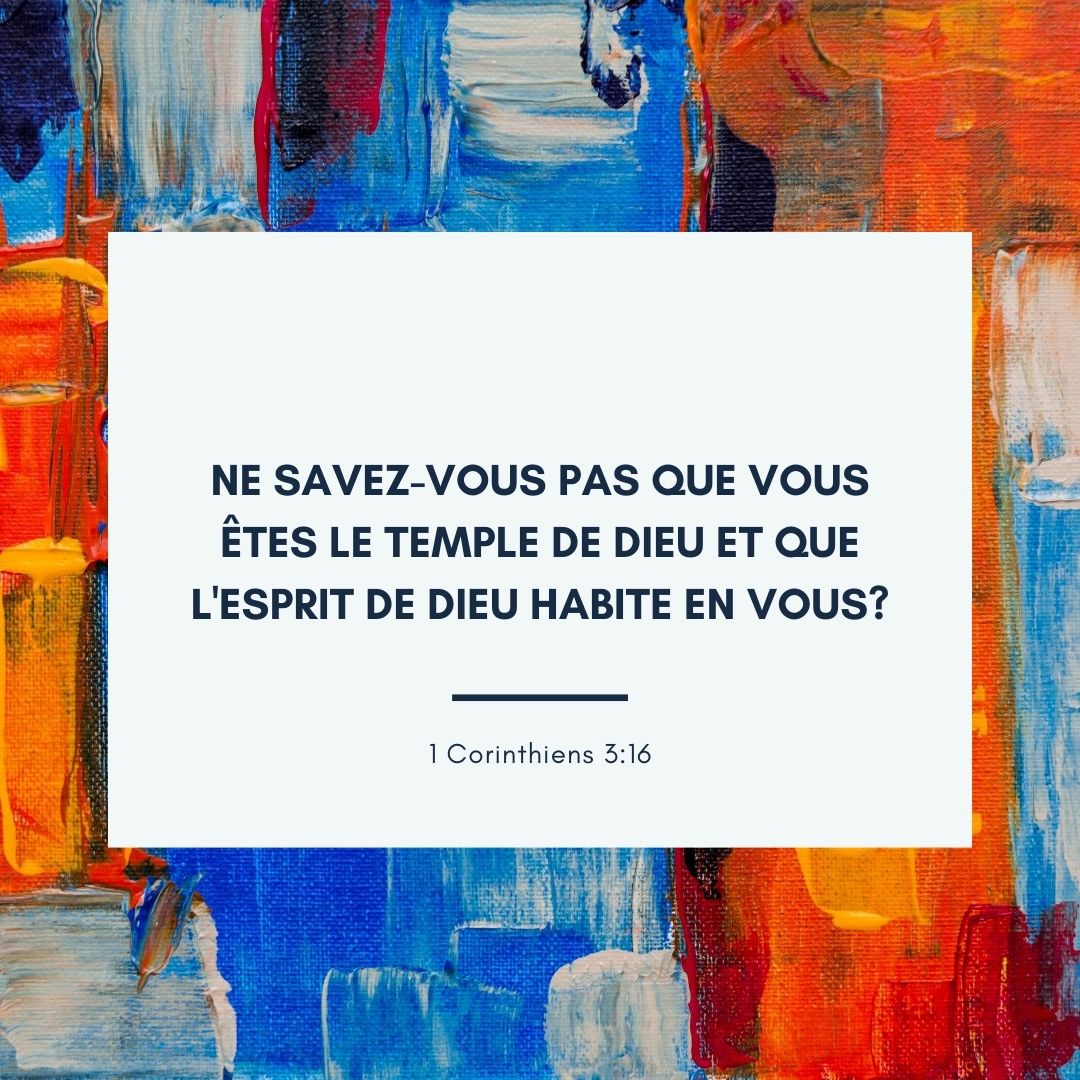 NE SAVEZ-VOUS PAS QUE VOUS
ÊTES LE TEMPLE DE DIEU ET QUE
L'ESPRIT DE DIEU HABITE EN VOUS?
1 Corinthiens 3:16